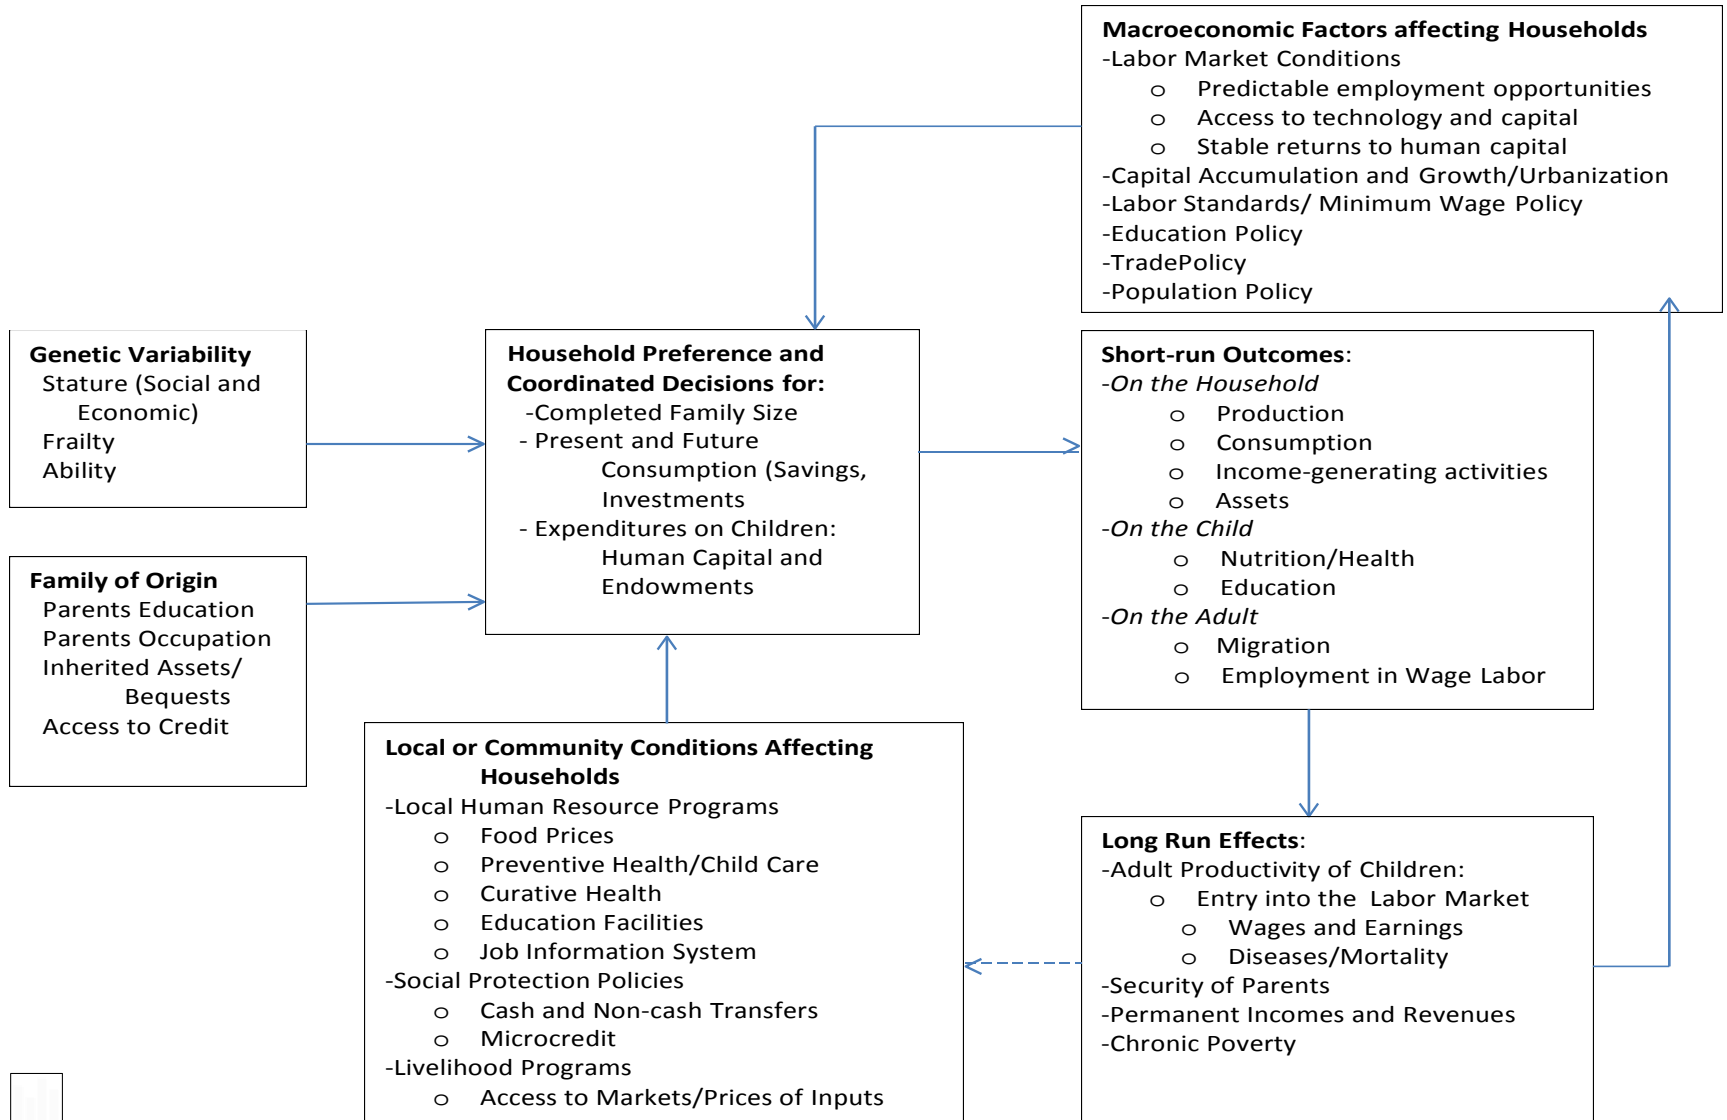 Macroeconomic Factors affecting Households
-Labor Market Conditions
o Predictable employment opportunities
o Access to technology and capital
o Stable returns to human capital
-Capital Accumulation and Growth/Urbanization
-Labor Standards/ Minimum Wage Policy
-Education Policy
-TradePolicy
-Population Policy
Genetic Variability
Stature (Social and
Economic)
Frailty
Ability
Family of Origin
Parents Education
Parents Occupation
Inherited Assets/
Bequests
Access to Credit
Household Preference and
Coordinated Decisions for:
-Completed Family Size
- Present and Future
Consumption (Savings,
Investments
- Expenditures on Children:
Human Capital and
Endowments
Short-run Outcomes:
-On the Household
o Production
o Consumption
o Income-generating activities
o Assets
-On the Child
o Nutrition/Health
o Education
-On the Adult
o Migration
o Employment in Wage Labor
Local or Community Conditions Affecting
Households
-Local Human Resource Programs
o Food Prices
o Preventive Health/Child Care
o Curative Health
o Education Facilities
o Job Information System
-Social Protection Policies
o Cash and Non-cash Transfers
o Microcredit
-Livelihood Programs
o Access to Markets/Prices of Inputs
Long Run Effects:
-Adult Productivity of Children:
o Entry into the Labor Market
o Wages and Earnings
o Diseases/Mortality
-Security of Parents
-Permanent Incomes and Revenues
-Chronic Poverty